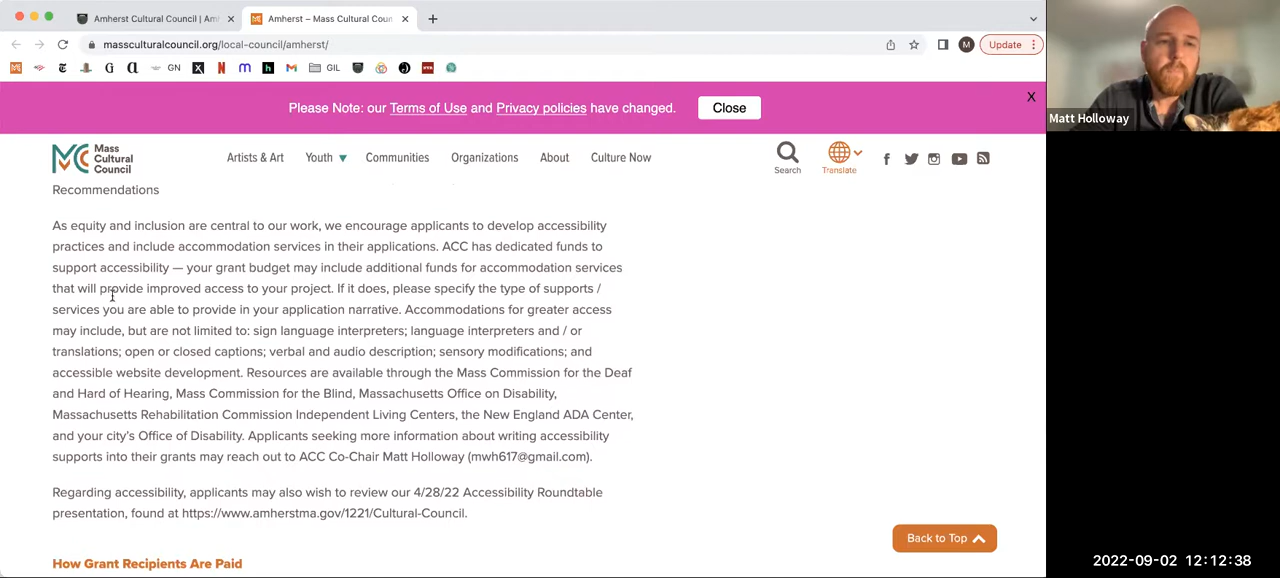 Amherst Cultural Council | Am
Amherst – Mass Cultural Coun
massculturalcouncil.org/local-council/amherst/
M
Update
GN
GIL
Please Note: our Terms of Use and Privacy policies have changed.
Close
X
Matt Holloway
Mass
Cultural
Council
Artists & Art
Youth
Communities
Organizations
About
Culture Now
Search
Translate
Recommendations
As equity and inclusion are central to our work, we encourage applicants to develop accessibility
practices and include accommodation services in their applications. ACC has dedicated funds to
support accessibility — your grant budget may include additional funds for accommodation services
that will provide improved access to your project. If it does, please specify the type of supports /
services you are able to provide in your application narrative. Accommodations for greater access
may include, but are not limited to: sign language interpreters; language interpreters and / or
translations; open or closed captions; verbal and audio description; sensory modifications; and
accessible website development. Resources are available through the Mass Commission for the Deaf
and Hard of Hearing, Mass Commission for the Blind, Massachusetts Office on Disability,
Massachusetts Rehabilitation Commission Independent Living Centers, the New England ADA Center,
and your city's Office of Disability. Applicants seeking more information about writing accessibility
supports into their grants may reach out to ACC Co-Chair Matt Holloway (mwh617@gmail.com).
Regarding accessibility, applicants may also wish to review our 4/28/22 Accessibility Roundtable
presentation, found at https://www.amherstma.gov/1221/Cultural-Council.
Back to Top
How Grant Recipients Are Paid
2022-09-02 12:12:38